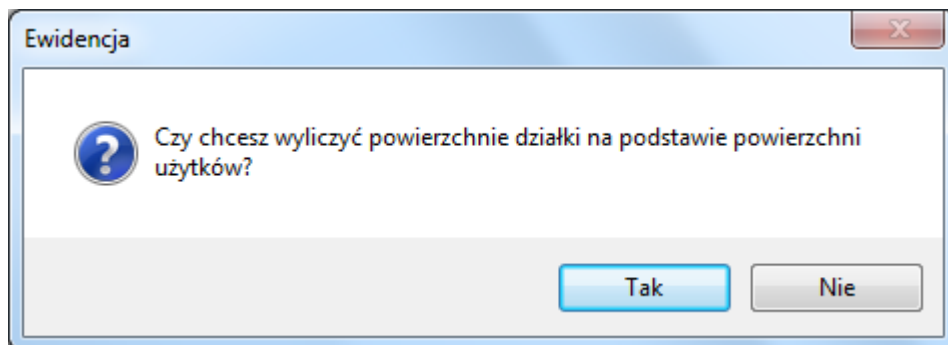 Ewidencja
Czy chcesz wyliczyć powierzchnie działki na podstawie powierzchni
użytków?
Tak
Nie